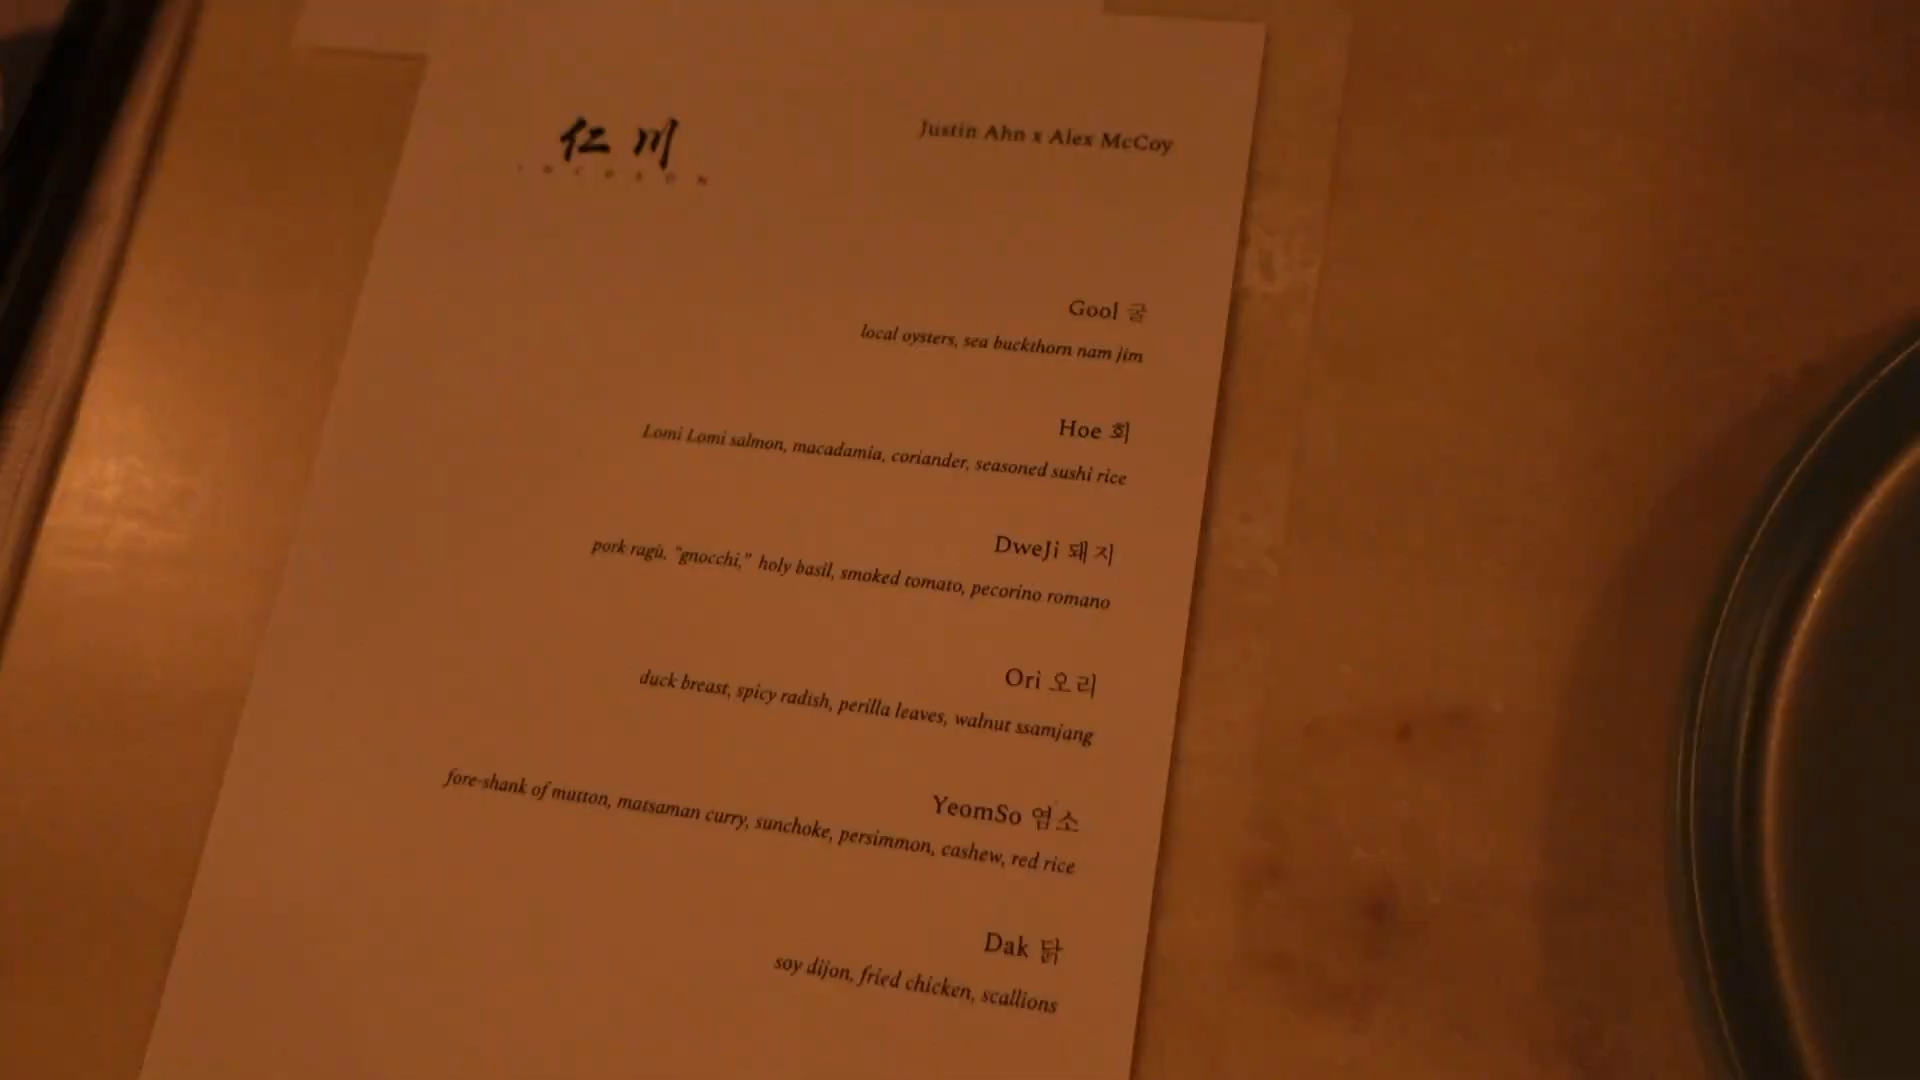 仁川
Justin Ahn x Alex McCoy
Gool 굴
local oysters, sea buckthorn nam jim
Hoe 회
Lomi Lomi salmon, macadamia, coriander, seasoned sushi rice
DweJi 돼지
pork ragù, "gnocchi," holy basil, smoked tomato, pecorino romano
Ori 오리
duck breast, spicy radish, perilla leaves, walnut ssamjang
YeomSo 염소
fore-shank of mutton, matsaman curry, sunchoke, persimmon, cashew, red rice
Dak 닭
soy dijon, fried chicken, scallions